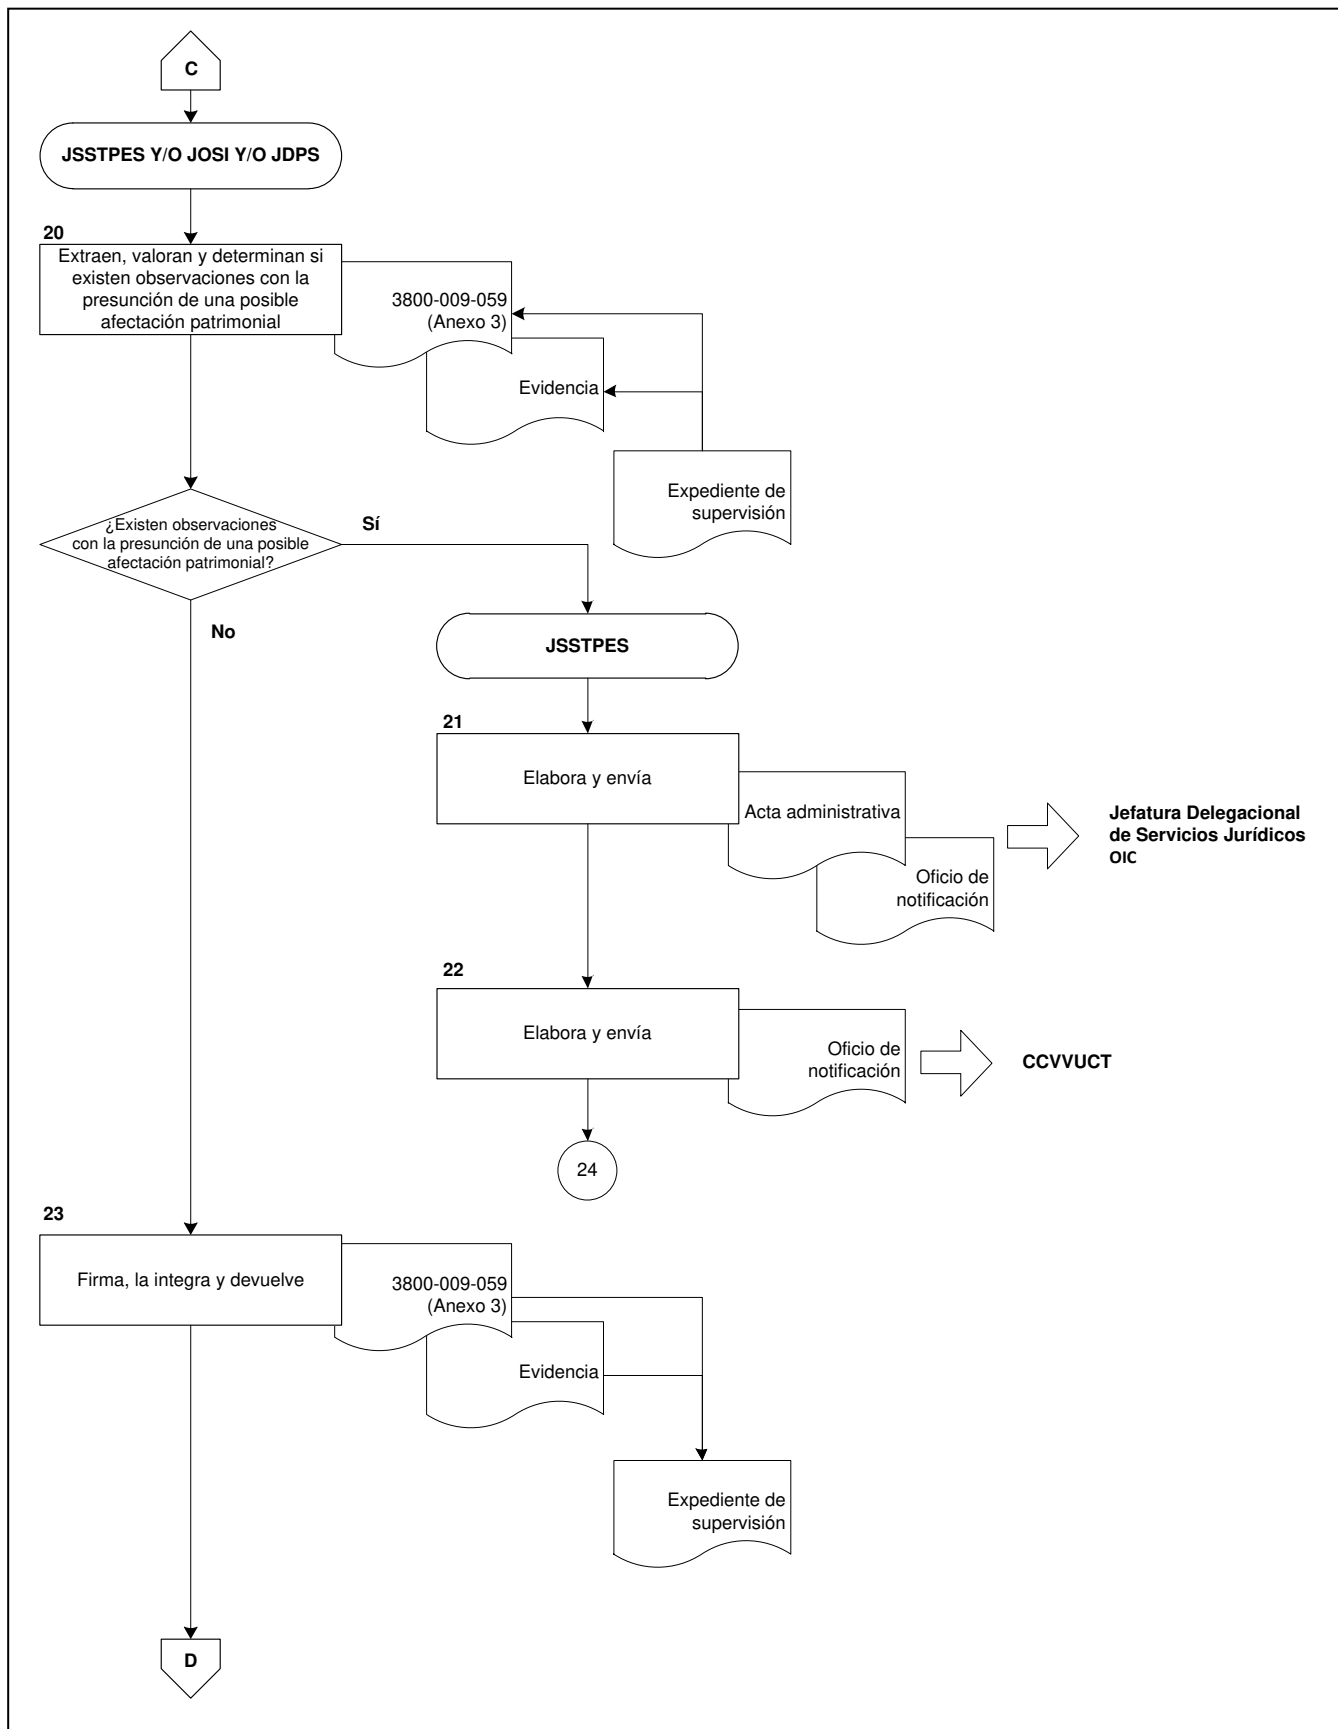 C
JSSTPES Y/O JOSI Y/O JDPS
20
Extraen, valoran y determinan si
existen observaciones con la
presunción de una posible
afectación patrimonial
3800-009-059
(Anexo 3)
Evidencia
Expediente de
supervisión
¿Existen observaciones
con la presunción de una posible
afectación patrimonial?
Sí
No
JSSTPES
21
Elabora y envía
Acta administrativa
Oficio de
notificación
Jefatura Delegacional
de Servicios Jurídicos
OIC
22
Elabora y envía
Oficio de
notificación
CCVVUCT
24
23
Firma, la integra y devuelve
3800-009-059
(Anexo 3)
Evidencia
Expediente de
supervisión
D